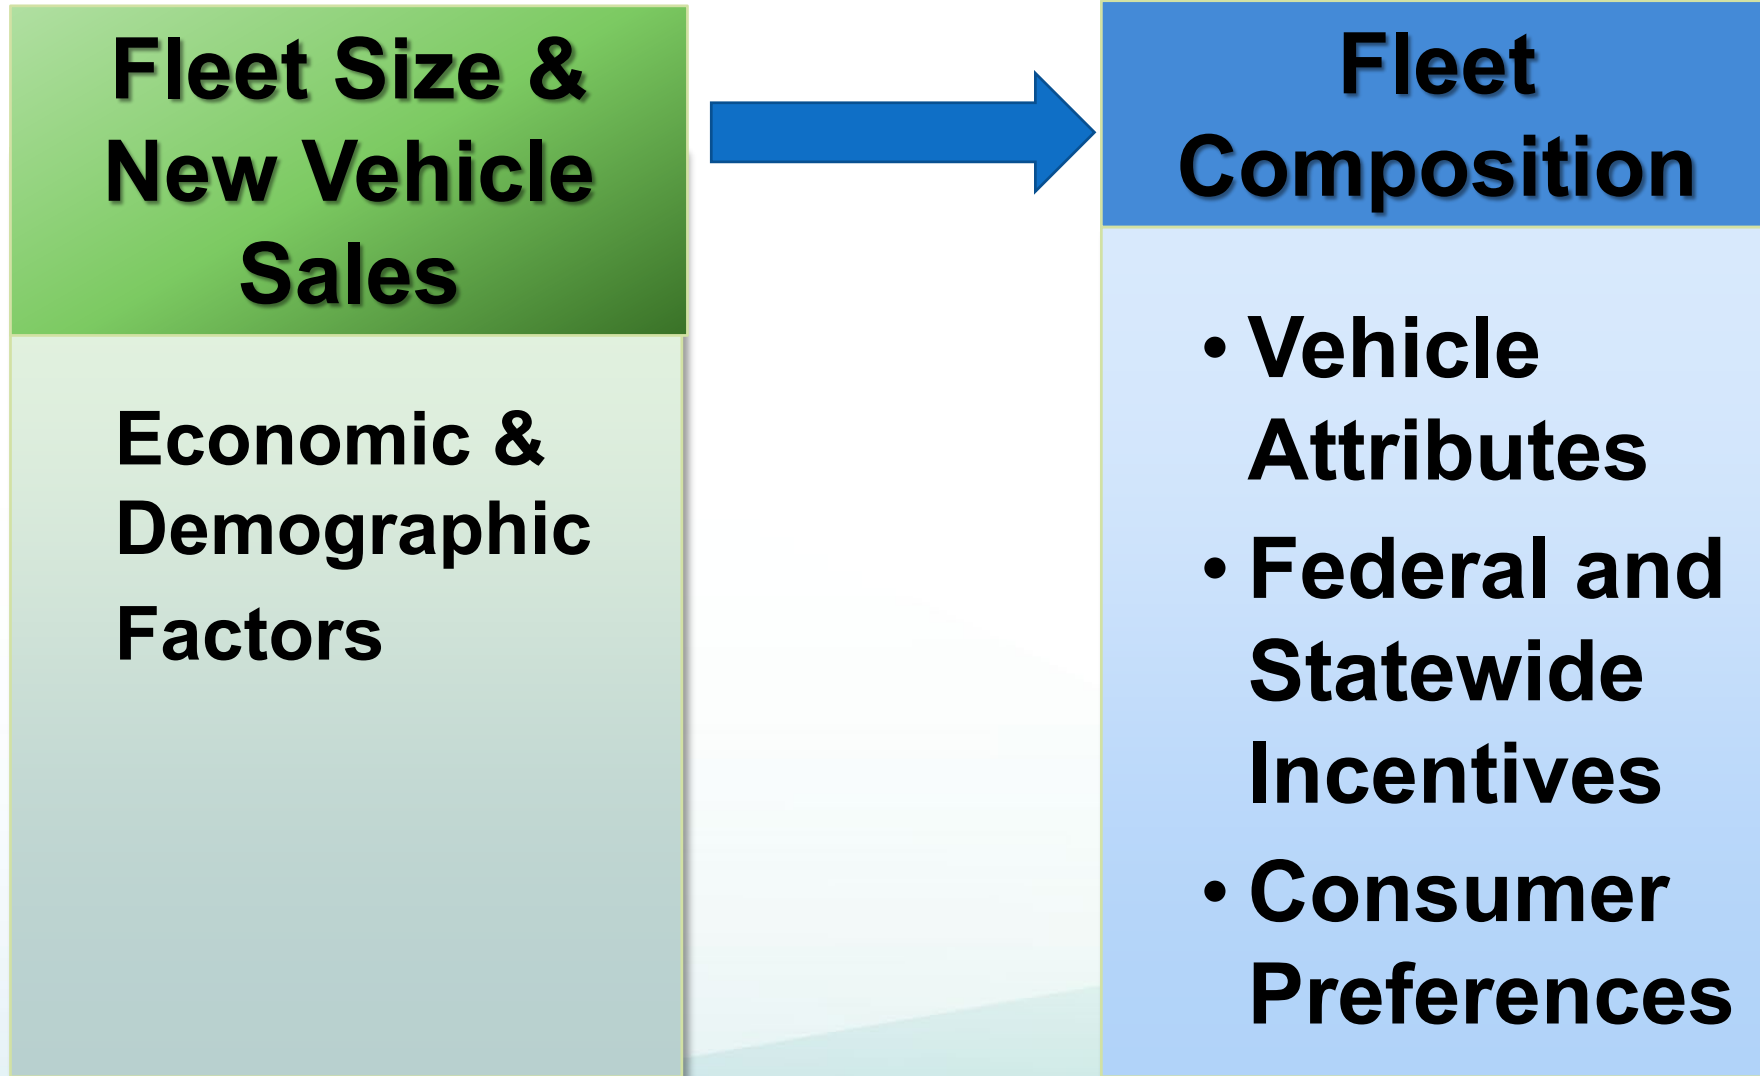 Fleet Size &
New Vehicle
Sales
Economic &
Demographic
Factors
Fleet
Composition
• Vehicle
Attributes
• Federal and
Statewide
Incentives
• Consumer
Preferences